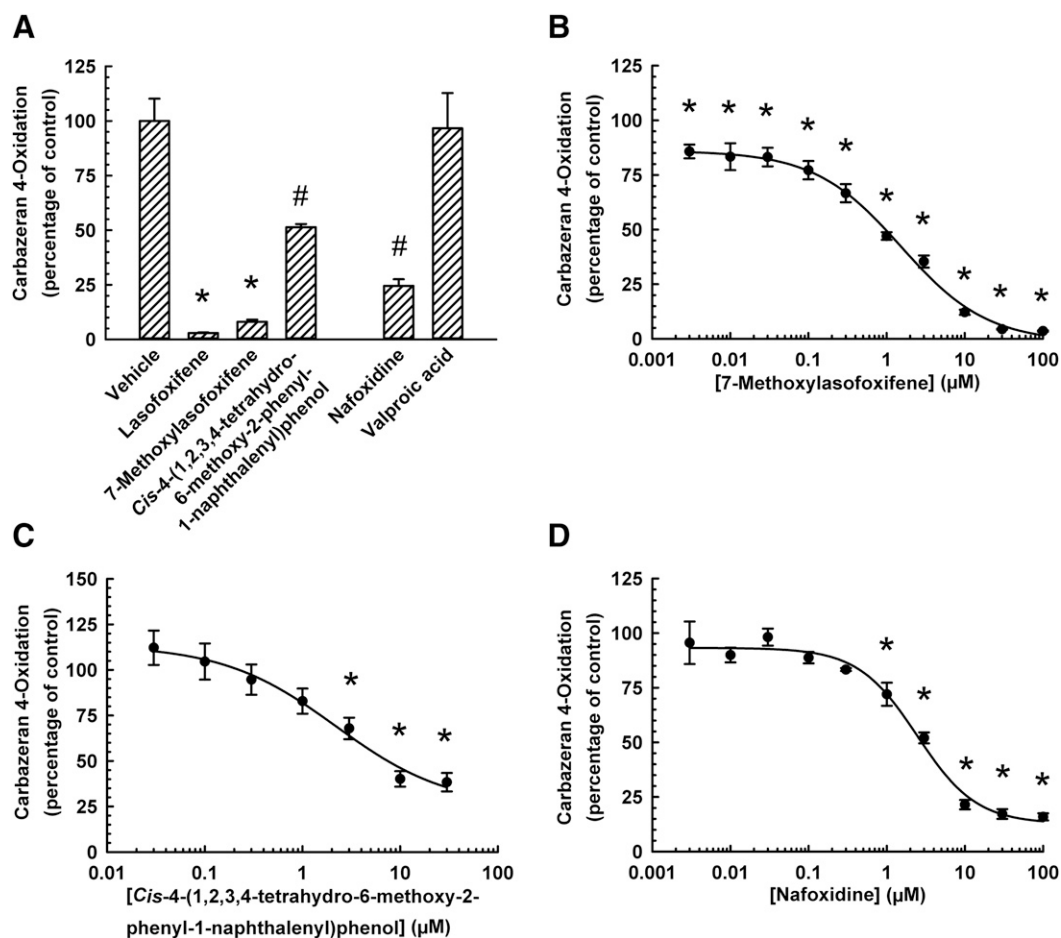 A
Carbazeran 4-Oxidation
(percentage of control)
125
100
75
50
25
0
*
*
#
#
Vehicle
Lasofoxifene
7-Methoxylasofoxifene
Cis-4-(1,2,3,4-tetrahydro-
6-methoxy-2-phenyl-
1-naphthalenyl)phenol
Nafoxidine
Valproic acid
B
Carbazeran 4-Oxidation
(percentage of control)
125
100
75
50
25
0
* * * * * * * * * *
0.001 0.01 0.1 1 10 100
[7-Methoxylasofoxifene] (µM)
C
Carbazeran 4-Oxidation
(percentage of control)
150
125
100
75
50
25
0
* * *
0.01 0.1 1 10 100
[Cis-4-(1,2,3,4-tetrahydro-6-methoxy-2-
phenyl-1-naphthalenyl)phenol] (µM)
D
Carbazeran 4-Oxidation
(percentage of control)
125
100
75
50
25
0
* * * * *
0.001 0.01 0.1 1 10 100
[Nafoxidine] (µM)